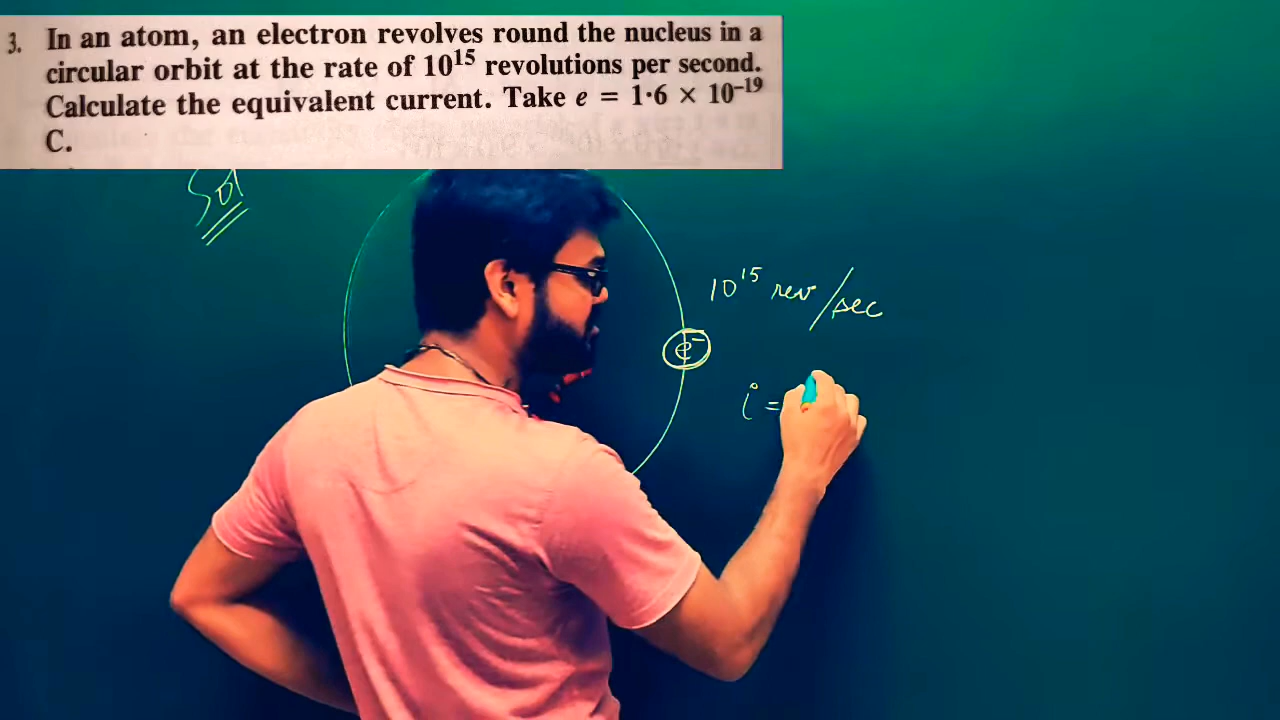 3. In an atom, an electron revolves round the nucleus in a
circular orbit at the rate of 10¹⁵ revolutions per second.
Calculate the equivalent current. Take e = 1·6 × 10⁻¹⁹
C.
Sol
10¹⁵ rev/sec
e⁻
i =